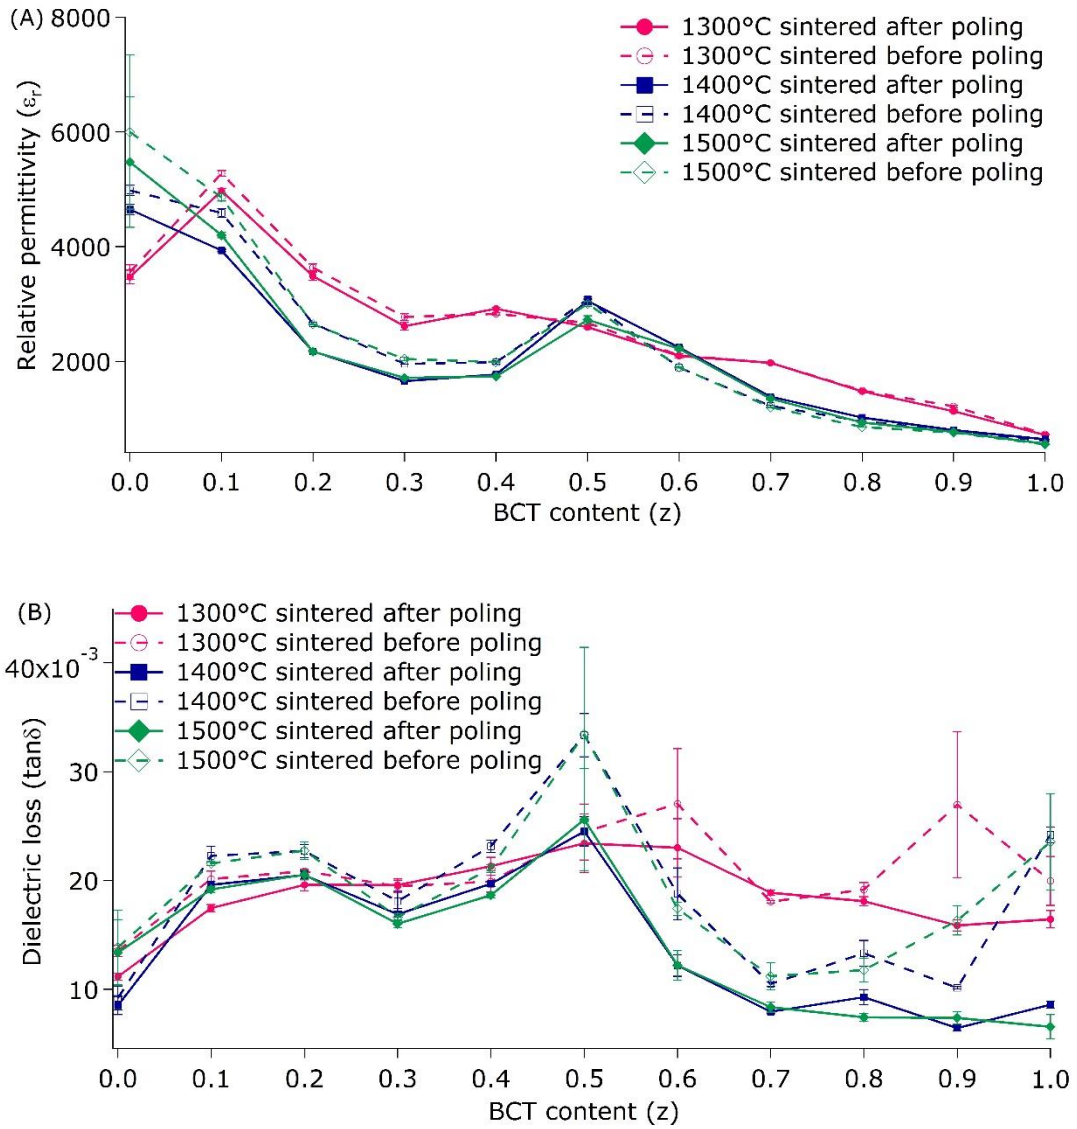 (A)
8000
6000
4000
2000
Relative permittivity (εr)
1300°C sintered after poling
1300°C sintered before poling
1400°C sintered after poling
1400°C sintered before poling
1500°C sintered after poling
1500°C sintered before poling
0.0 0.1 0.2 0.3 0.4 0.5 0.6 0.7 0.8 0.9 1.0
BCT content (z)
(B)
1300°C sintered after poling
1300°C sintered before poling
1400°C sintered after poling
1400°C sintered before poling
1500°C sintered after poling
1500°C sintered before poling
40x10-3
30
20
10
Dielectric loss (tanδ)
0.0 0.1 0.2 0.3 0.4 0.5 0.6 0.7 0.8 0.9 1.0
BCT content (z)